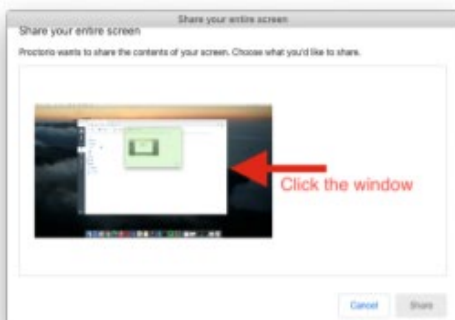 Share your entire screen
Share your entire screen
Proctorio wants to share the contents of your screen. Choose what you'd like to share.
Click the window
Cancel
Share